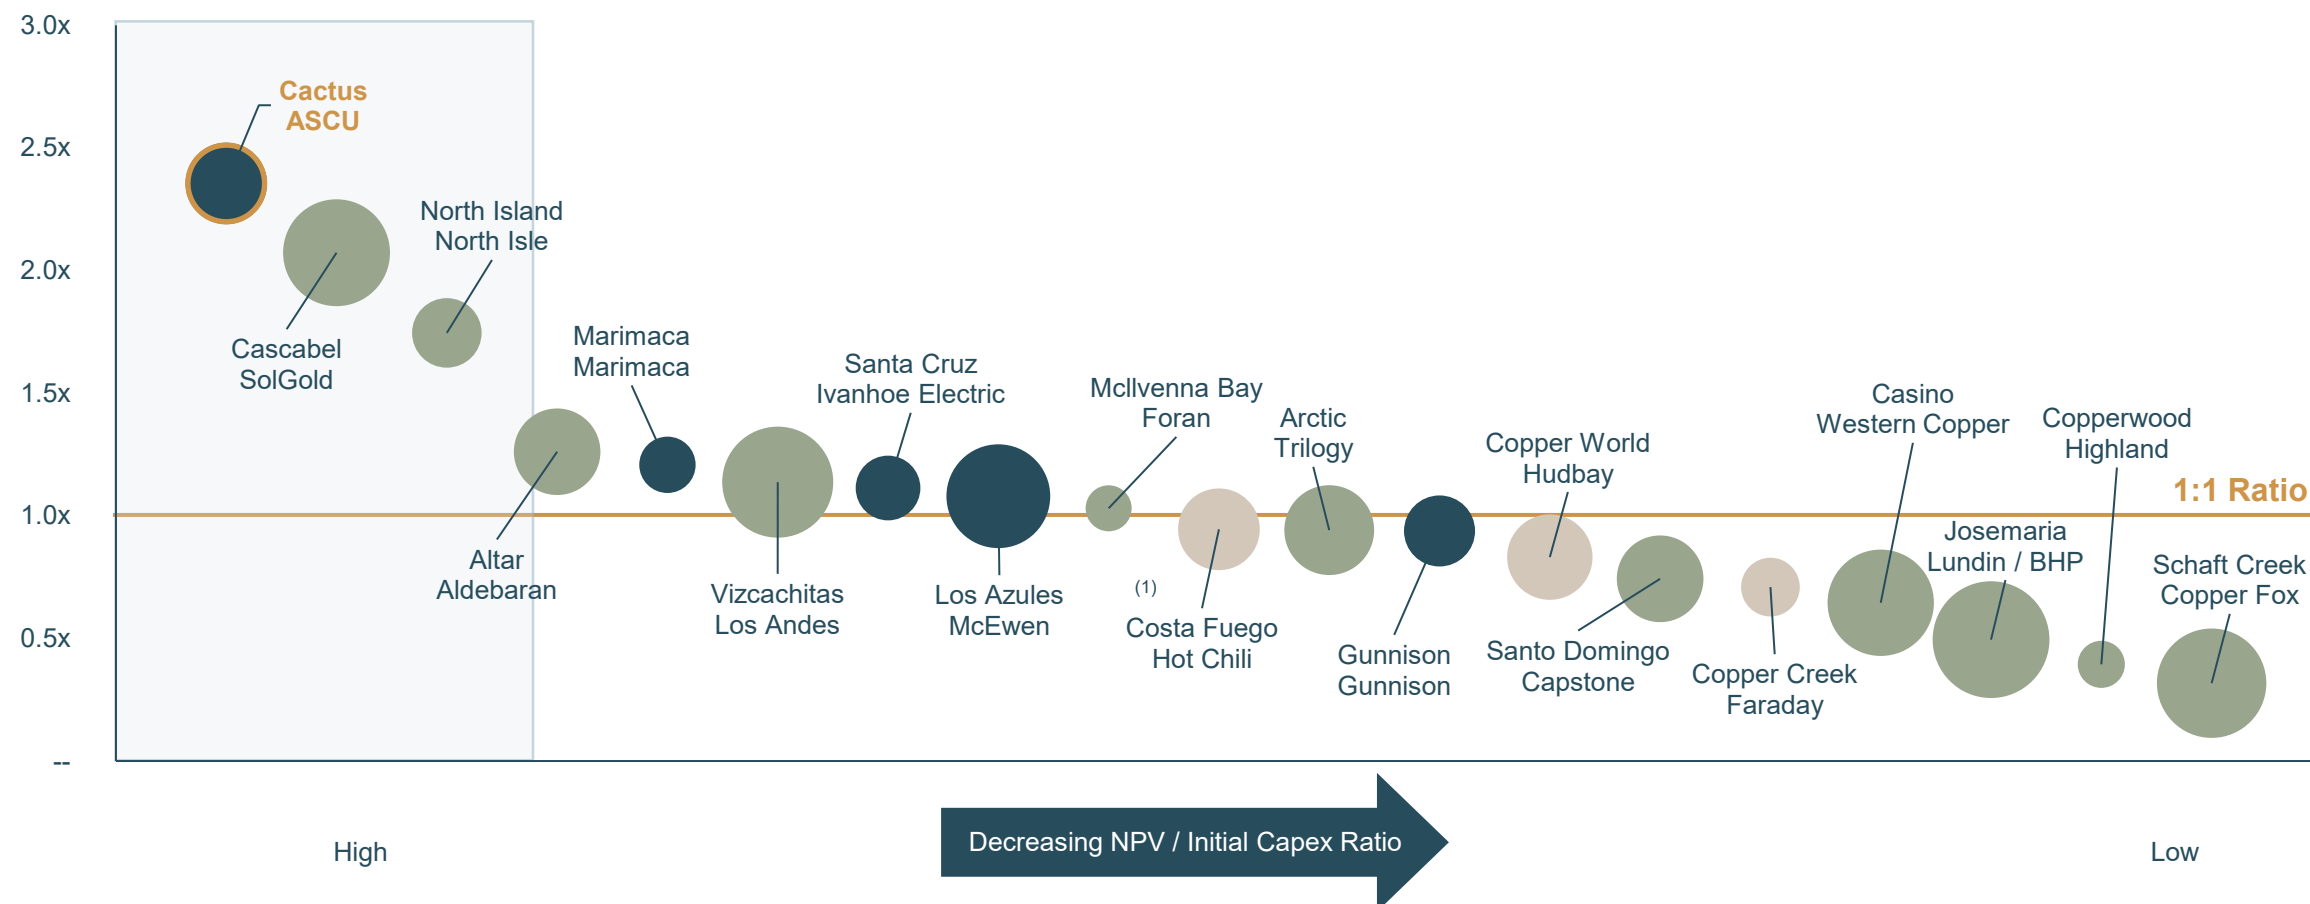 3.0x
2.5x
2.0x
1.5x
1.0x
0.5x
--
Cactus
ASCU
Cascabel
SolGold
North Island
North Isle
Altar
Aldebaran
Marimaca
Marimaca
Vizcachitas
Los Andes
Santa Cruz
Ivanhoe Electric
Los Azules
McEwen
McIlvenna Bay
Foran
(1)
Costa Fuego
Hot Chili
Arctic
Trilogy
Gunnison
Gunnison
Copper World
Hudbay
Santo Domingo
Capstone
Copper Creek
Faraday
Casino
Western Copper
Josemaria
Lundin / BHP
Copperwood
Highland
1:1 Ratio
Schaft Creek
Copper Fox
High
Decreasing NPV / Initial Capex Ratio
Low